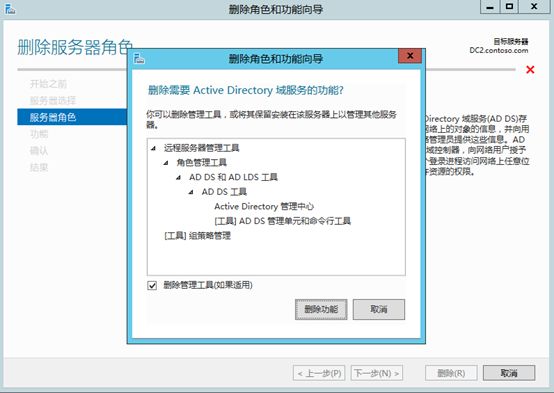 删除角色和功能向导
删除服务器角色
目标服务器
DC2.contoso.com
开始之前
服务器选择
服务器角色
功能
确认
结果
Directory 域服务(AD DS)存
网络上的对象的信息，并向用
络管理员提供这些信息。AD
域控制器，向网络用户授予
个登录进程访问网络上任意位
许资源的权限。
删除角色和功能向导
删除需要 Active Directory 域服务的功能?
你可以删除管理工具，或将其保留安装在该服务器上以管理其他服务
器。
远程服务器管理工具
角色管理工具
AD DS 和 AD LDS 工具
AD DS 工具
Active Directory 管理中心
[工具] AD DS 管理单元和命令行工具
[工具] 组策略管理
删除管理工具(如果适用)
删除功能
取消
< 上一步(P)
下一步(N) >
删除(R)
取消